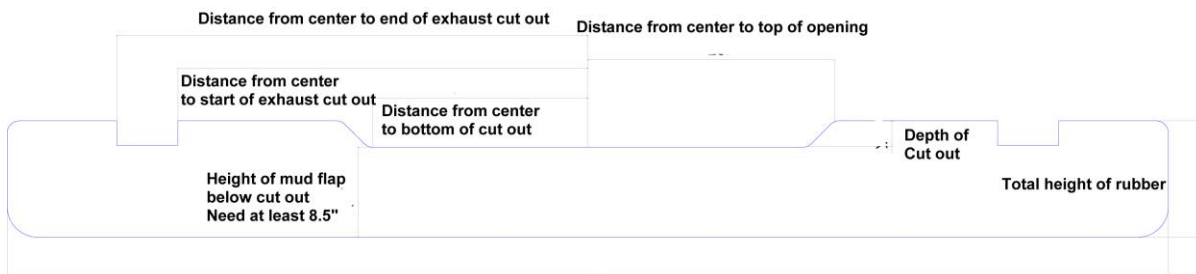 Distance from center to end of exhaust cut out
Distance from center to top of opening
Distance from center
to start of exhaust cut out
Distance from center
to bottom of cut out
Depth of
Cut out
Height of mud flap
below cut out
Need at least 8.5"
Total height of rubber